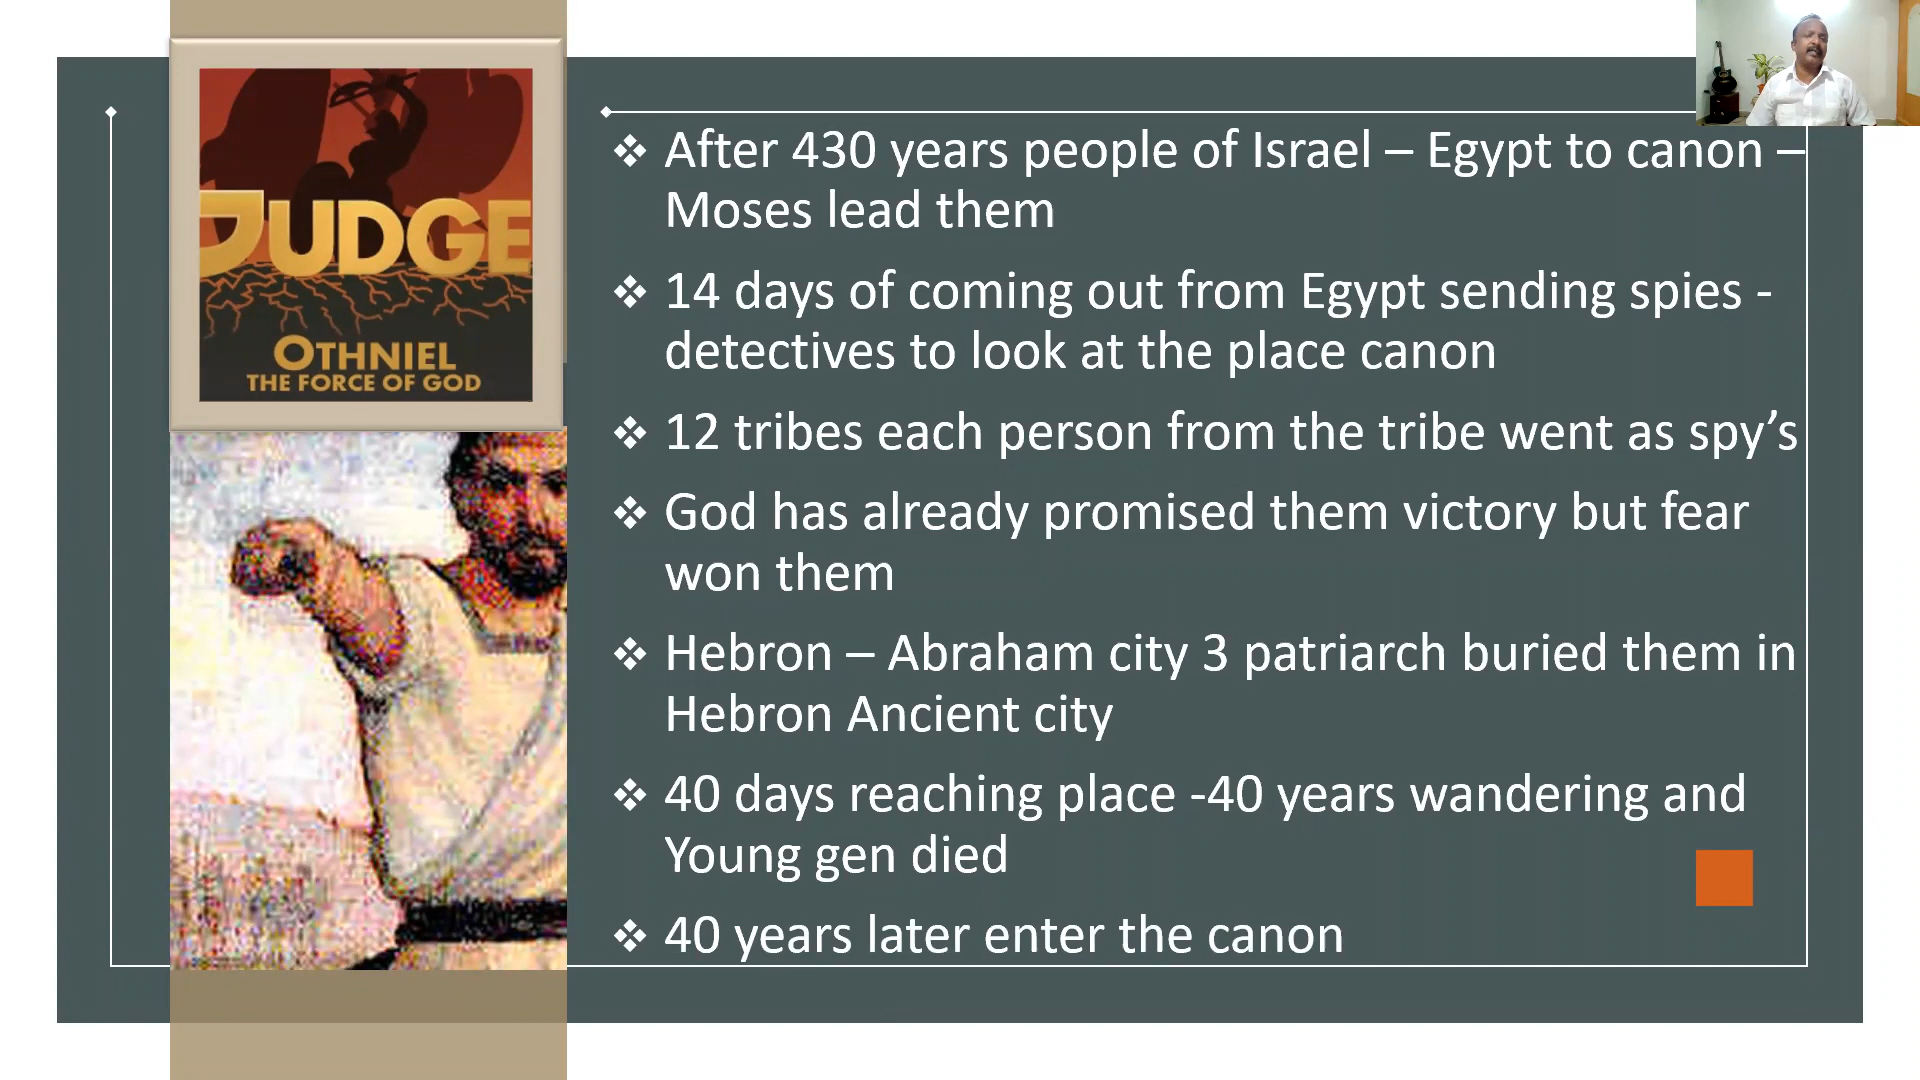 JUDGE
OTHNIEL
THE FORCE OF GOD
❖ After 430 years people of Israel – Egypt to canon –
Moses lead them
❖ 14 days of coming out from Egypt sending spies -
detectives to look at the place canon
❖ 12 tribes each person from the tribe went as spy’s
❖ God has already promised them victory but fear
won them
❖ Hebron – Abraham city 3 patriarch buried them in
Hebron Ancient city
❖ 40 days reaching place -40 years wandering and
Young gen died
❖ 40 years later enter the canon